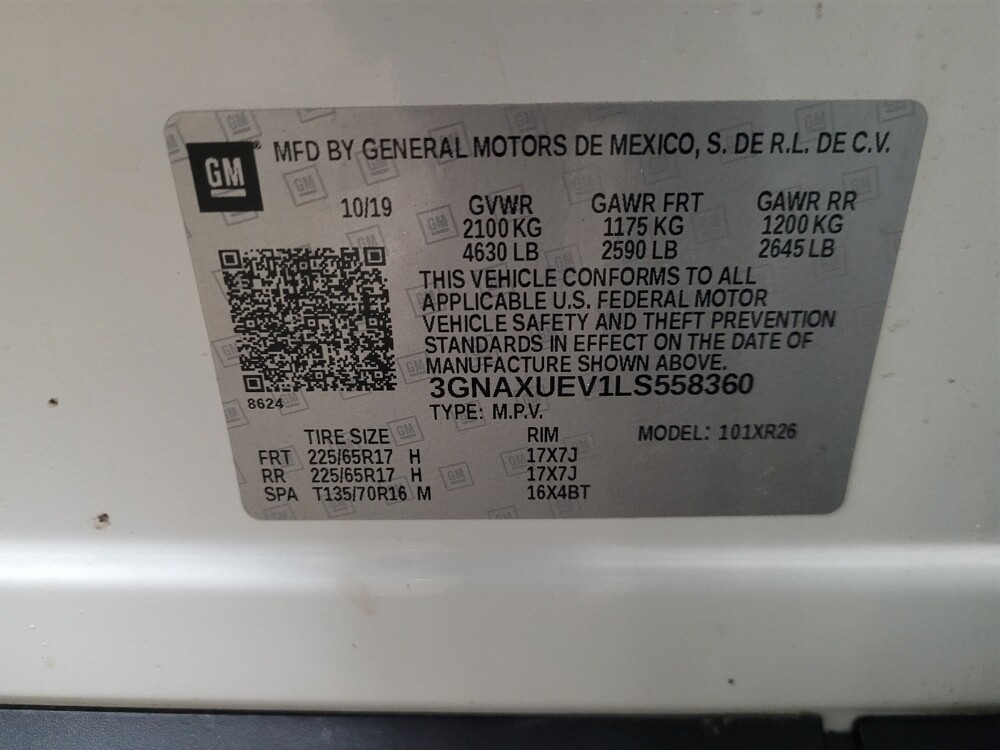 GM MFD BY GENERAL MOTORS DE MEXICO, S. DE R.L. DE C.V.
10/19 GVWR GAWR FRT GAWR RR
2100 KG 1175 KG 1200 KG
4630 LB 2590 LB 2645 LB
THIS VEHICLE CONFORMS TO ALL
APPLICABLE U.S. FEDERAL MOTOR
VEHICLE SAFETY AND THEFT PREVENTION
STANDARDS IN EFFECT ON THE DATE OF
MANUFACTURE SHOWN ABOVE.
3GNAXUEV1LS558360
8624
TYPE: M.P.V.
TIRE SIZE RIM MODEL: 101XR26
FRT 225/65R17 H 17X7J
RR 225/65R17 H 17X7J
SPA T135/70R16 M 16X4BT